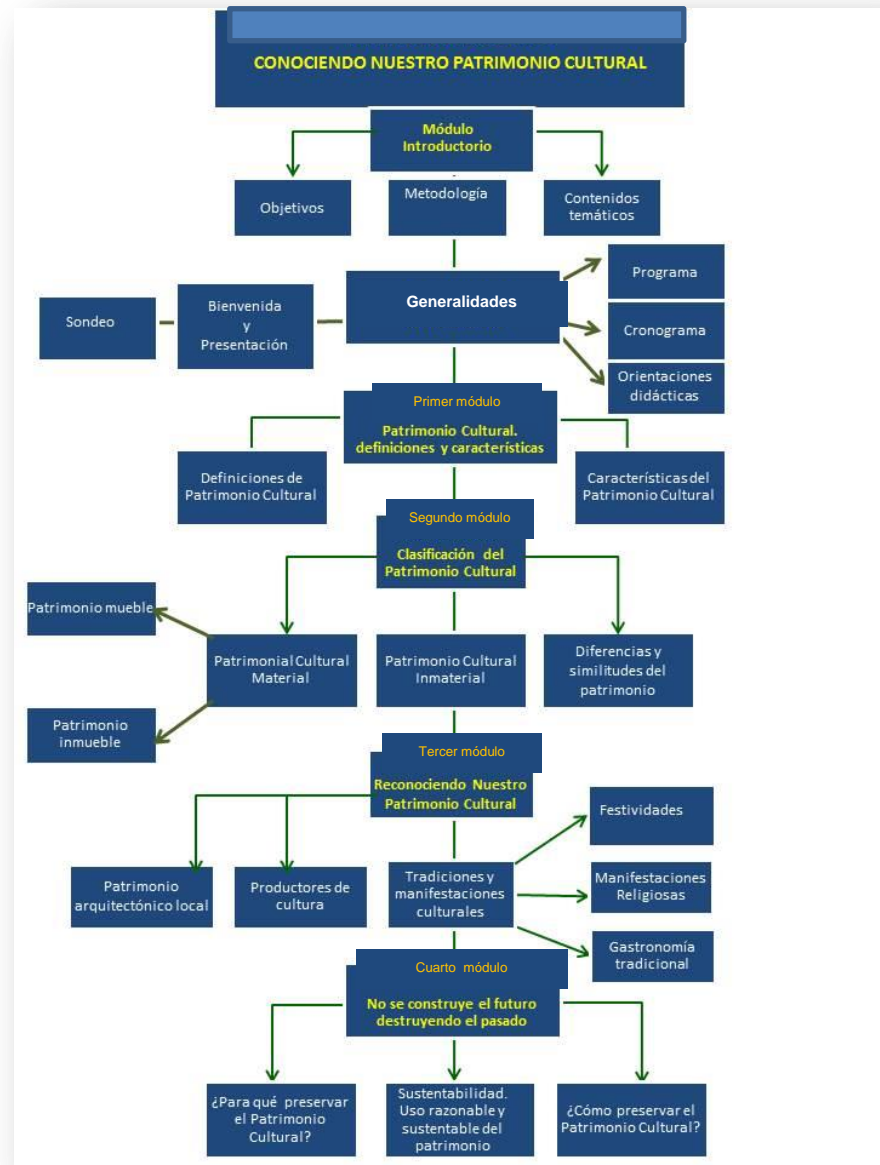 CONOCIENDO NUESTRO PATRIMONIO CULTURAL
Módulo
Introductorio
Objetivos
Metodología
Contenidos
temáticos
Sondeo
Bienvenida
y
Presentación
Generalidades
Programa
Cronograma
Orientaciones
didácticas
Primer módulo
Patrimonio Cultural.
definiciones y características
Definiciones de
Patrimonio Cultural
Características del
Patrimonio Cultural
Segundo módulo
Clasificación del
Patrimonio Cultural
Patrimonio mueble
Patrimonio
inmueble
Patrimonial Cultural
Material
Patrimonio Cultural
Inmaterial
Diferencias y
similitudes del
patrimonio
Tercer módulo
Reconociendo Nuestro
Patrimonio Cultural
Patrimonio
arquitectónico local
Productores de
cultura
Tradiciones y
manifestaciones
culturales
Festividades
Manifestaciones
Religiosas
Gastronomía
tradicional
Cuarto módulo
No se construye el futuro
destruyendo el pasado
¿Para qué preservar
el Patrimonio
Cultural?
Sustentabilidad.
Uso razonable y
sustentable del
patrimonio
¿Cómo preservar el
Patrimonio Cultural?